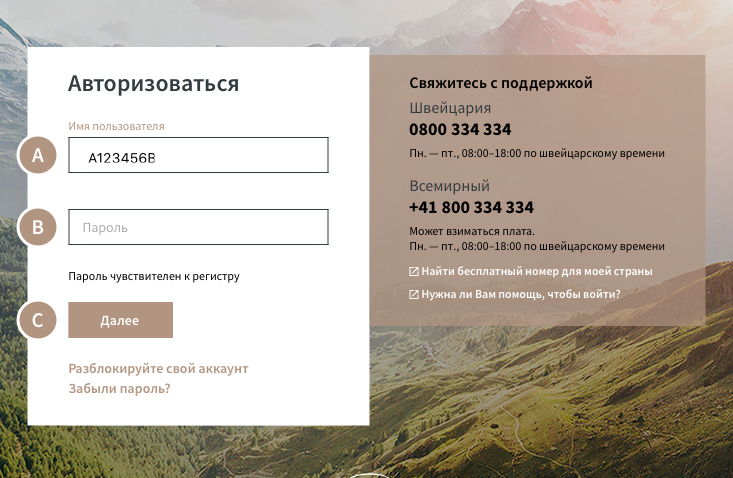 Авторизоваться
Имя пользователя
A
A123456B
B
Пароль
Пароль чувствителен к регистру
C
Далее
Разблокируйте свой аккаунт
Забыли пароль?
Свяжитесь с поддержкой
Швейцария
0800 334 334
Пн. — пт., 08:00–18:00 по швейцарскому времени
Всемирный
+41 800 334 334
Может взиматься плата.
Пн. — пт., 08:00–18:00 по швейцарскому времени
Найти бесплатный номер для моей страны
Нужна ли Вам помощь, чтобы войти?